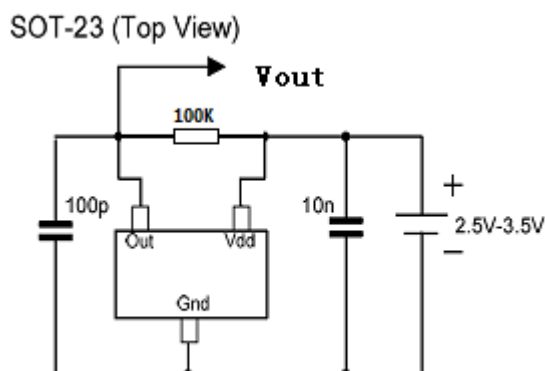 SOT-23 (Top View)
Vout
100K
100p
10n
+
2.5V-3.5V
−
Out
Vdd
Gnd